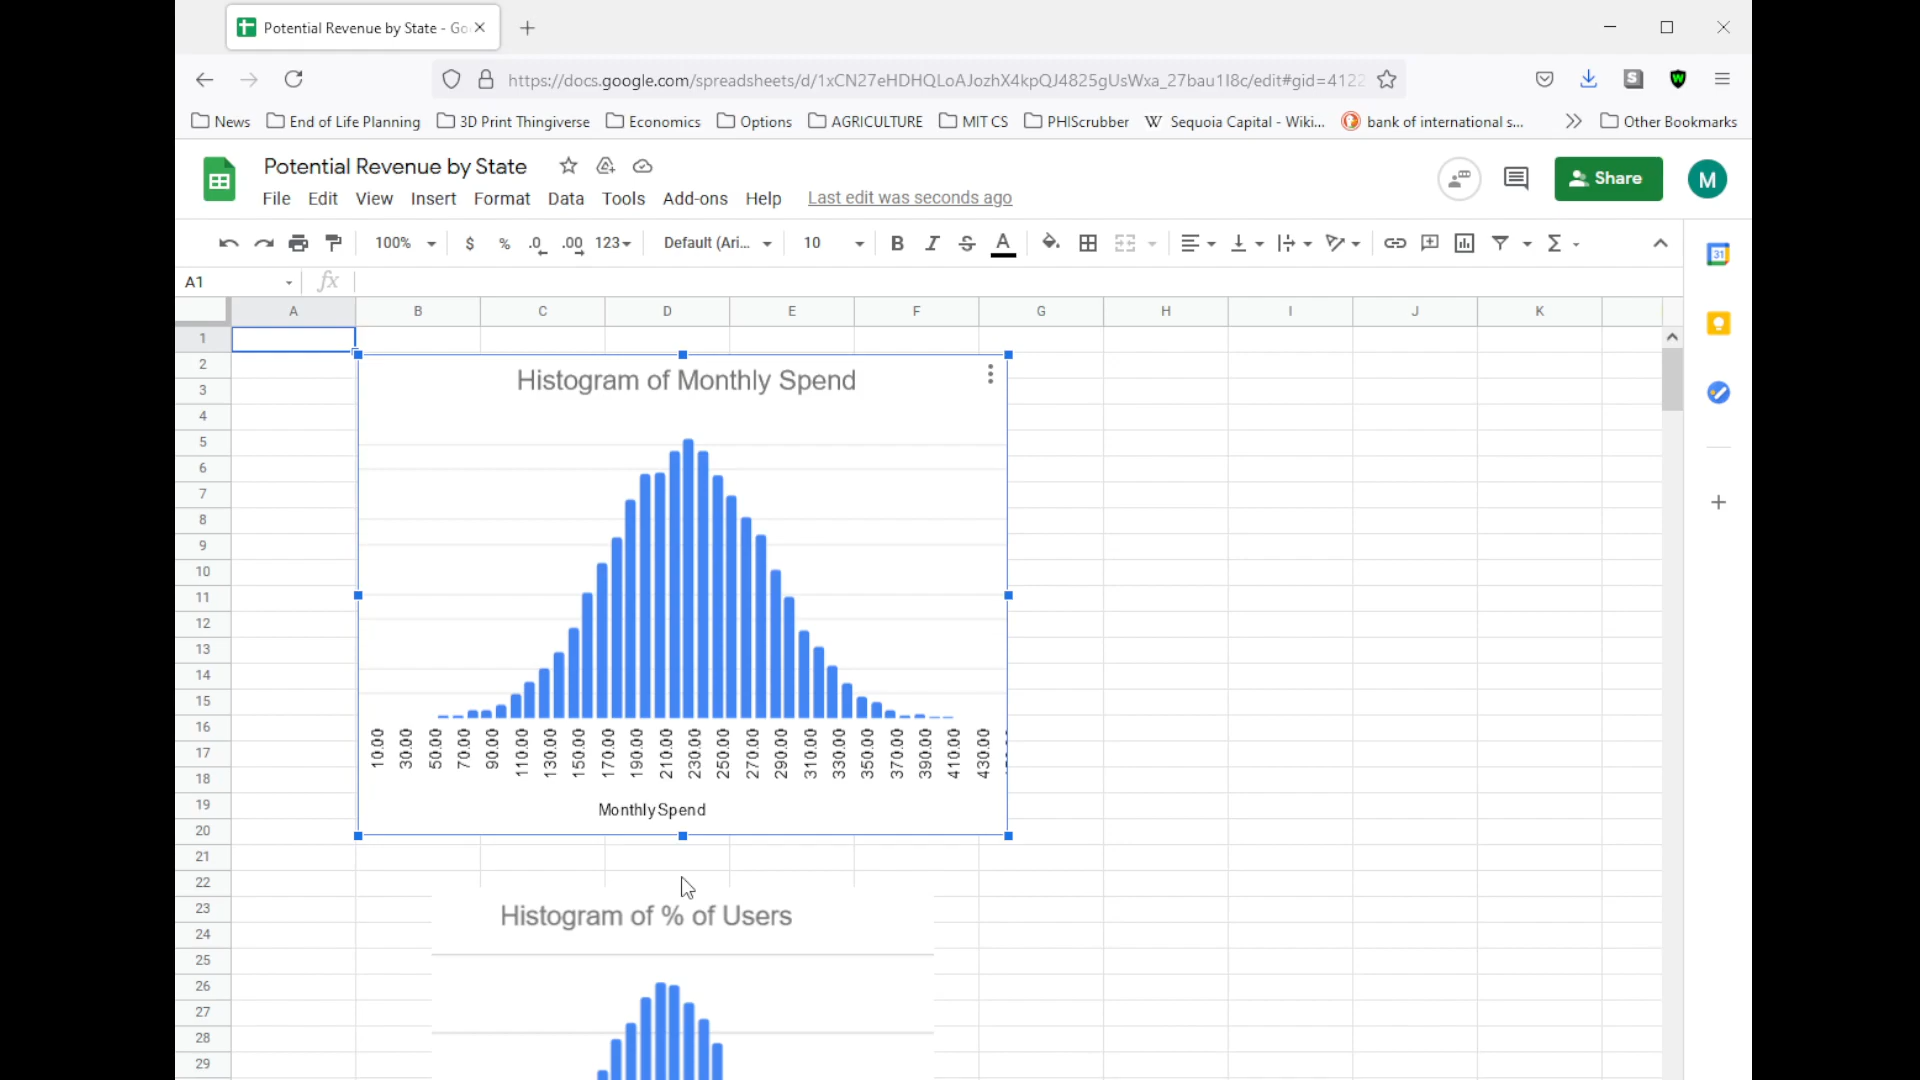 Potential Revenue by State - Go
https://docs.google.com/spreadsheets/d/1xCN27eHDHQLoAJozhX4kpQJ4825gUsWxa_27bau1I8c/edit#gid=4122
News End of Life Planning 3D Print Thingiverse Economics Options AGRICULTURE MIT CS PHIScrubber W Sequoia Capital - Wiki... bank of international s... Other Bookmarks
Potential Revenue by State
File Edit View Insert Format Data Tools Add-ons Help Last edit was seconds ago
S W
Share M
100% $ % .0 .00 123 Default (Ari... 10 B I S A Σ
31
A1 fx
A B C D E F G H I J K
1
2
3
4
5
6
7
8
9
10
11
12
13
14
15
16
17
18
19
20
21
22
23
24
25
26
27
28
29
Histogram of Monthly Spend
10.00 30.00 50.00 70.00 90.00 110.00 130.00 150.00 170.00 190.00 210.00 230.00 250.00 270.00 290.00 310.00 330.00 350.00 370.00 390.00 410.00 430.00
Monthly Spend
Histogram of % of Users